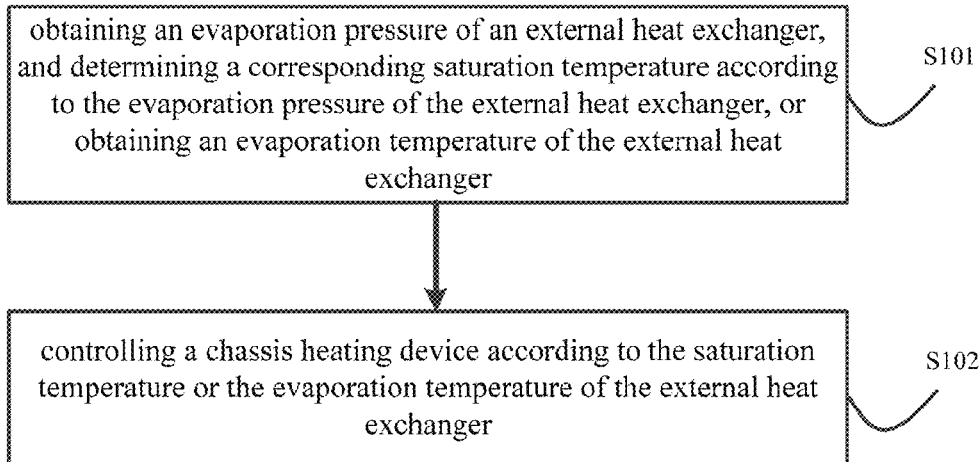 obtaining an evaporation pressure of an external heat exchanger,
and determining a corresponding saturation temperature according
to the evaporation pressure of the external heat exchanger, or
obtaining an evaporation temperature of the external heat
exchanger
S101
controlling a chassis heating device according to the saturation
temperature or the evaporation temperature of the external heat
exchanger
S102